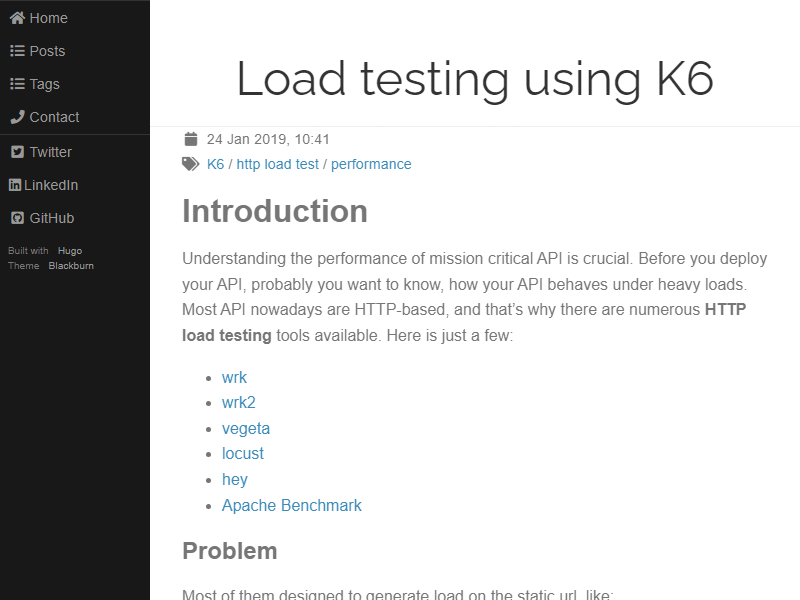 Home
Posts
Tags
Contact
Twitter
LinkedIn
GitHub
Built with Hugo
Theme Blackburn
Load testing using K6
24 Jan 2019, 10:41
K6 / http load test / performance
Introduction
Understanding the performance of mission critical API is crucial. Before you deploy
your API, probably you want to know, how your API behaves under heavy loads.
Most API nowadays are HTTP-based, and that’s why there are numerous HTTP
load testing tools available. Here is just a few:
wrk
wrk2
vegeta
locust
hey
Apache Benchmark
Problem
Most of them designed to generate load on the static url, like: